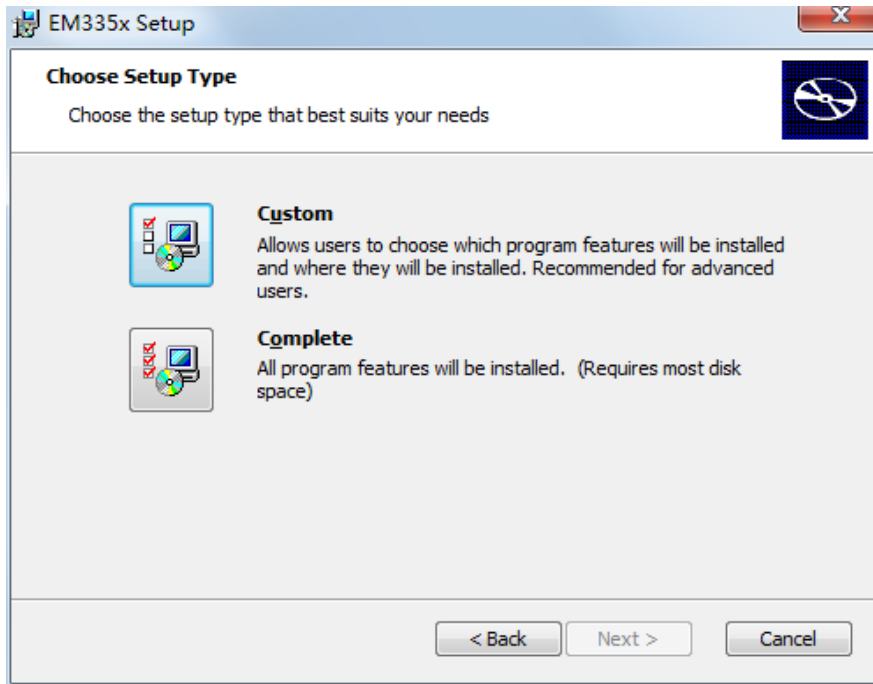 EM335x Setup
Choose Setup Type
Choose the setup type that best suits your needs
Custom
Allows users to choose which program features will be installed
and where they will be installed. Recommended for advanced
users.
Complete
All program features will be installed. (Requires most disk
space)
< Back Next > Cancel